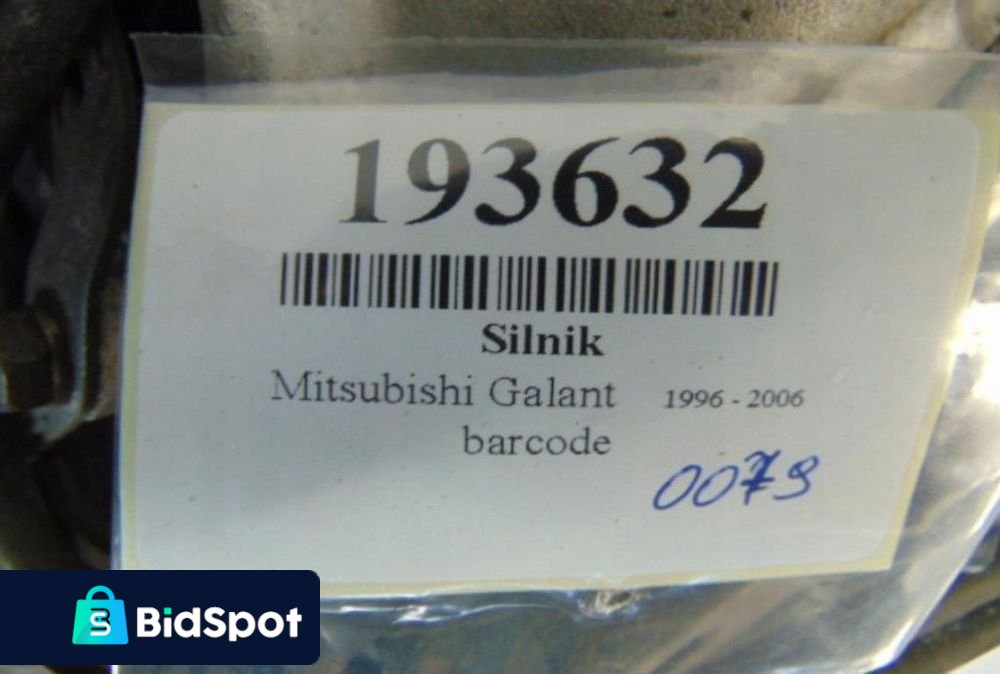 193632
Silnik
Mitsubishi Galant 1996 - 2006
barcode
0079
BidSpot